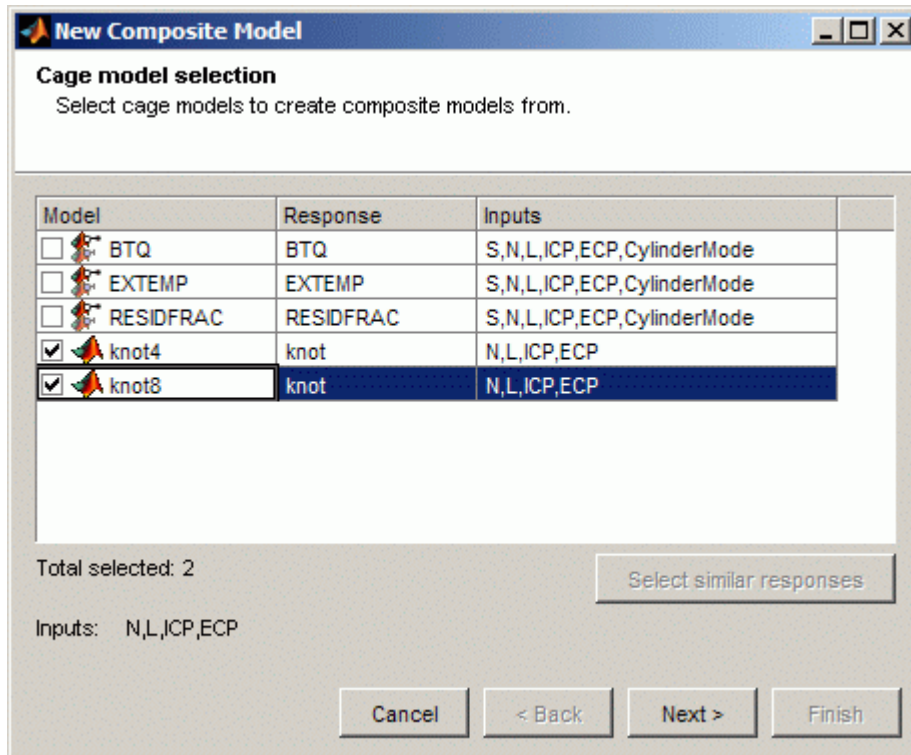 New Composite Model
Cage model selection
Select cage models to create composite models from.
Model Response Inputs
BTQ BTQ S,N,L,ICP,ECP,CylinderMode
EXTEMP EXTEMP S,N,L,ICP,ECP,CylinderMode
RESIDFRAC RESIDFRAC S,N,L,ICP,ECP,CylinderMode
knot4 knot N,L,ICP,ECP
knot8 knot N,L,ICP,ECP
Total selected: 2
Select similar responses
Inputs: N,L,ICP,ECP
Cancel < Back Next > Finish